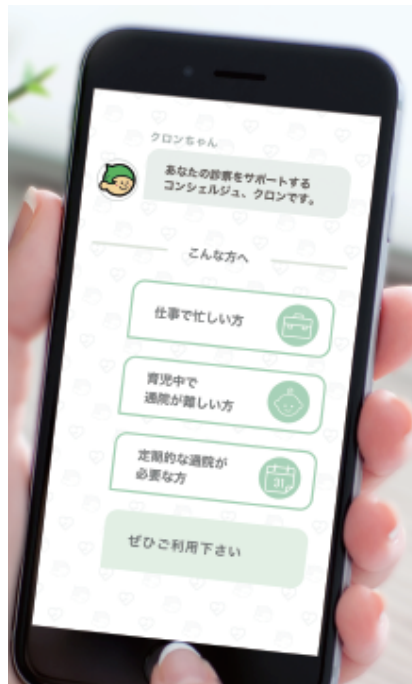 クロンちゃん
あなたの診察をサポートする
コンシェルジュ、クロンです。
こんな方へ
仕事で忙しい方
育児中で
通院が難しい方
定期的な通院が
必要な方
31
ぜひご利用下さい